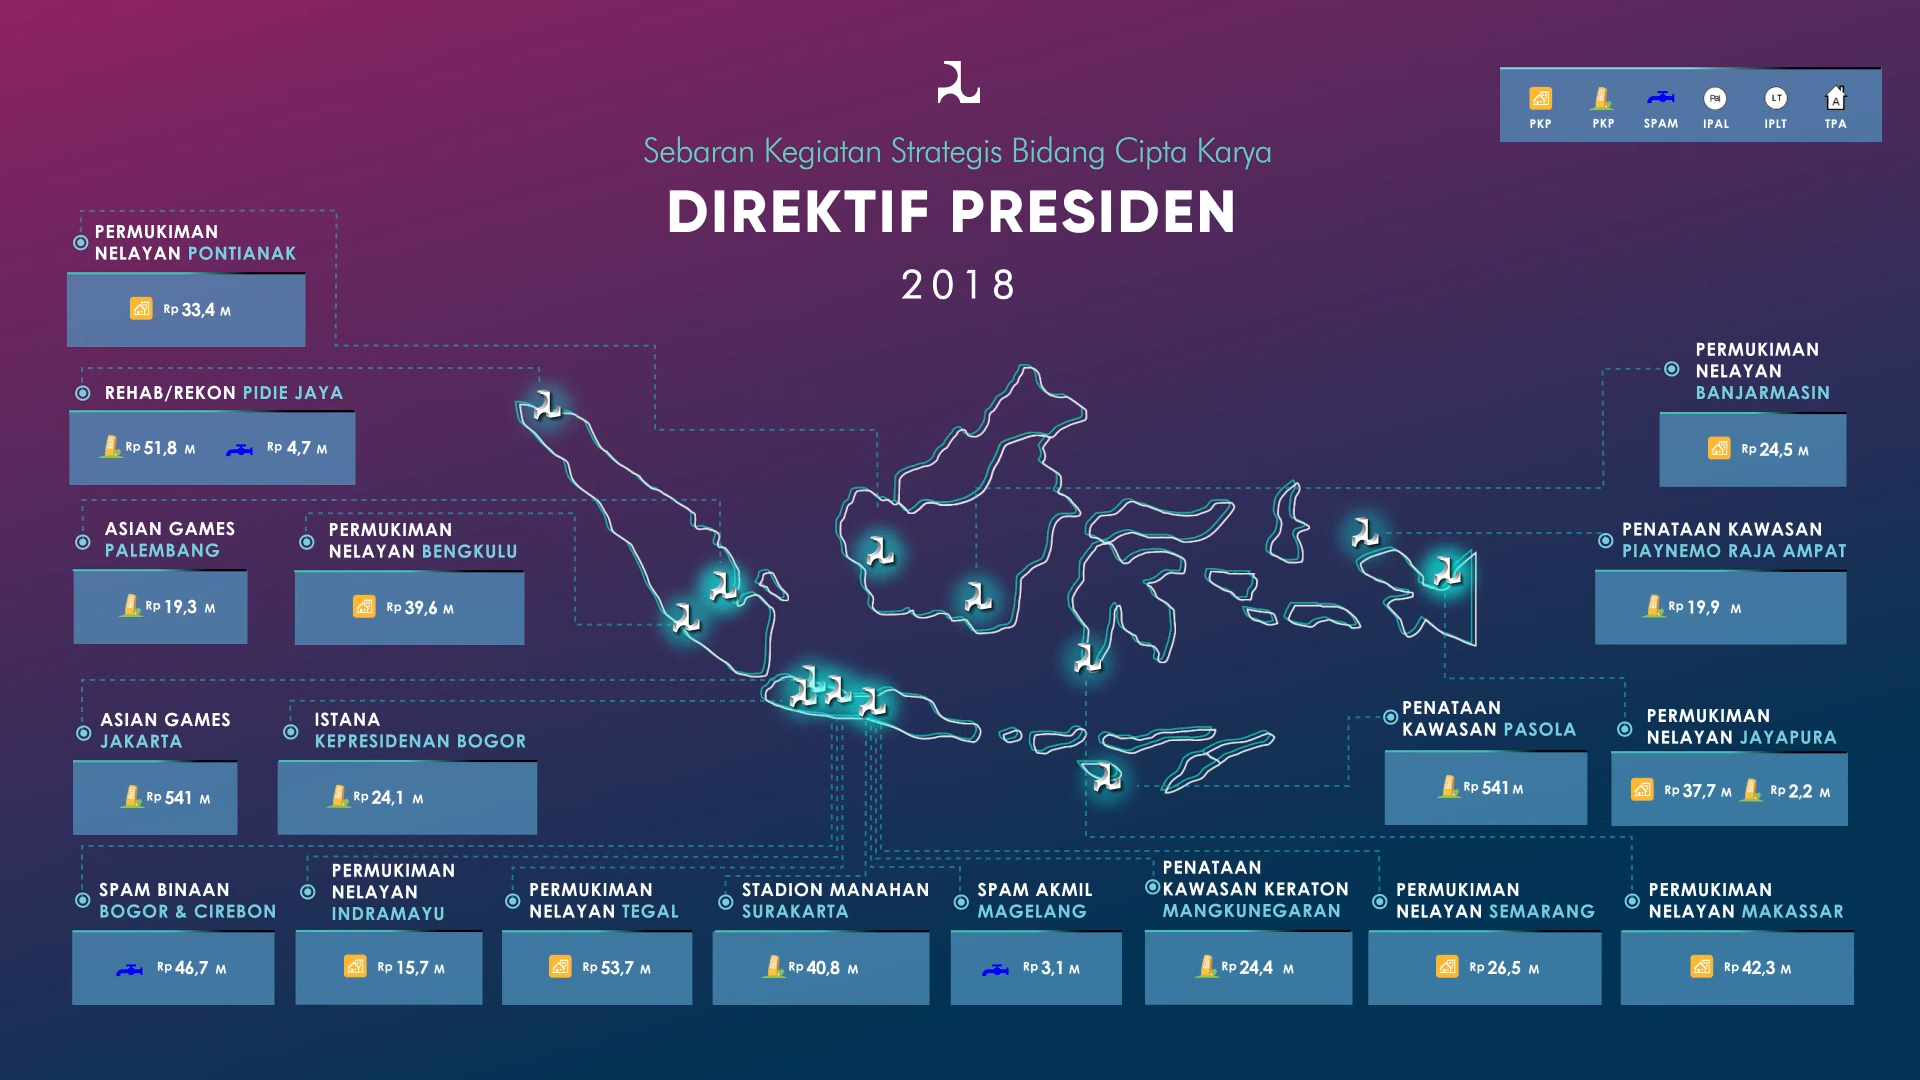 Sebaran Kegiatan Strategis Bidang Cipta Karya
DIREKTIF PRESIDEN
2018
PKP
PKP
SPAM
IPAL
IPLT
TPA
LT
A
PERMUKIMAN
NELAYAN PONTIANAK
Rp 33,4 M
REHAB/REKON PIDIE JAYA
Rp 51,8 M
Rp 4,7 M
ASIAN GAMES
PALEMBANG
Rp 19,3 M
PERMUKIMAN
NELAYAN BENGKULU
Rp 39,6 M
ASIAN GAMES
JAKARTA
Rp 541 M
ISTANA
KEPRESIDENAN BOGOR
Rp 24,1 M
PERMUKIMAN
NELAYAN
BANJARMASIN
Rp 24,5 M
PENATAAN KAWASAN
PIAYNEMO RAJA AMPAT
Rp 19,9 M
PENATAAN
KAWASAN PASOLA
Rp 541 M
PERMUKIMAN
NELAYAN JAYAPURA
Rp 37,7 M
Rp 2,2 M
SPAM BINAAN
BOGOR & CIREBON
Rp 46,7 M
PERMUKIMAN
NELAYAN
INDRAMAYU
Rp 15,7 M
PERMUKIMAN
NELAYAN TEGAL
Rp 53,7 M
STADION MANAHAN
SURAKARTA
Rp 40,8 M
SPAM AKMIL
MAGELANG
Rp 3,1 M
PENATAAN
KAWASAN KERATON
MANGKUNEGARAN
Rp 24,4 M
PERMUKIMAN
NELAYAN SEMARANG
Rp 26,5 M
PERMUKIMAN
NELAYAN MAKASSAR
Rp 42,3 M